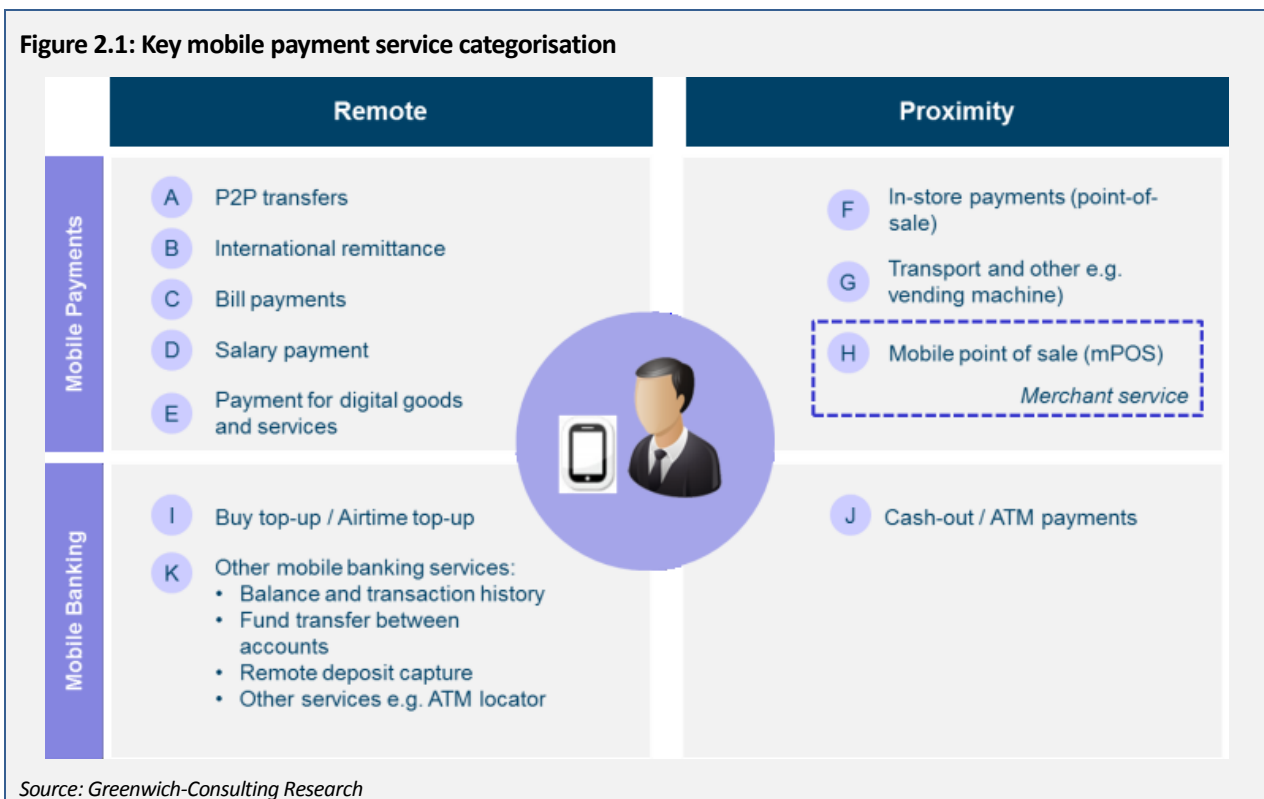 Figure 2.1: Key mobile payment service categorisation
Remote
Proximity
Mobile Payments
A P2P transfers
B International remittance
C Bill payments
D Salary payment
E Payment for digital goods
and services
F In-store payments (point-of-
sale)
G Transport and other e.g.
vending machine)
H Mobile point of sale (mPOS)
Merchant service
Mobile Banking
I Buy top-up / Airtime top-up
K Other mobile banking services:
• Balance and transaction history
• Fund transfer between
accounts
• Remote deposit capture
• Other services e.g. ATM locator
J Cash-out / ATM payments
Source: Greenwich-Consulting Research